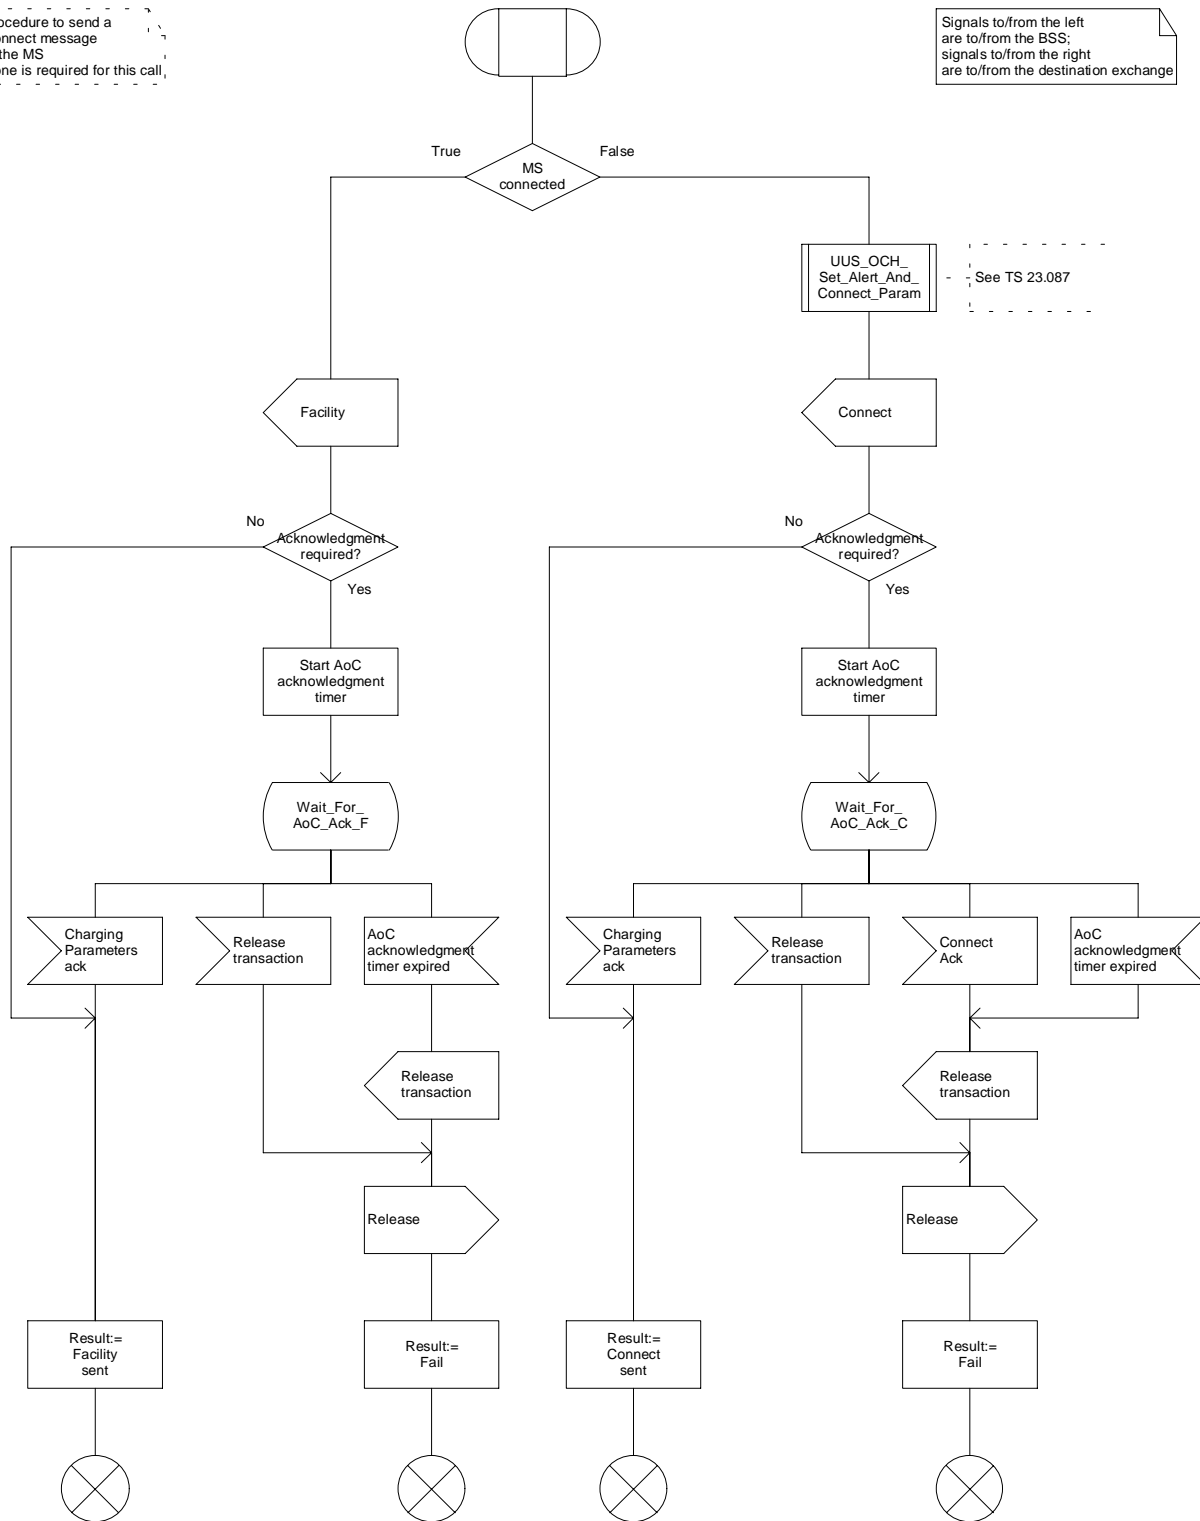 ocedure to send a
onnect message
the MS
one is required for this call
Signals to/from the left
are to/from the BSS;
signals to/from the right
are to/from the destination exchange
True
False
MS
connected
UUS_OCH_
Set_Alert_And_
Connect_Param
See TS 23.087
Facility
Connect
No
Acknowledgment
required?
Yes
No
Acknowledgment
required?
Yes
Start AoC
acknowledgment
timer
Start AoC
acknowledgment
timer
Wait_For_
AoC_Ack_F
Wait_For_
AoC_Ack_C
Charging
Parameters
ack
Release
transaction
AoC
acknowledgment
timer expired
Charging
Parameters
ack
Release
transaction
Connect
Ack
AoC
acknowledgment
timer expired
Release
transaction
Release
transaction
Release
Release
Result:=
Facility
sent
Result:=
Fail
Result:=
Connect
sent
Result:=
Fail